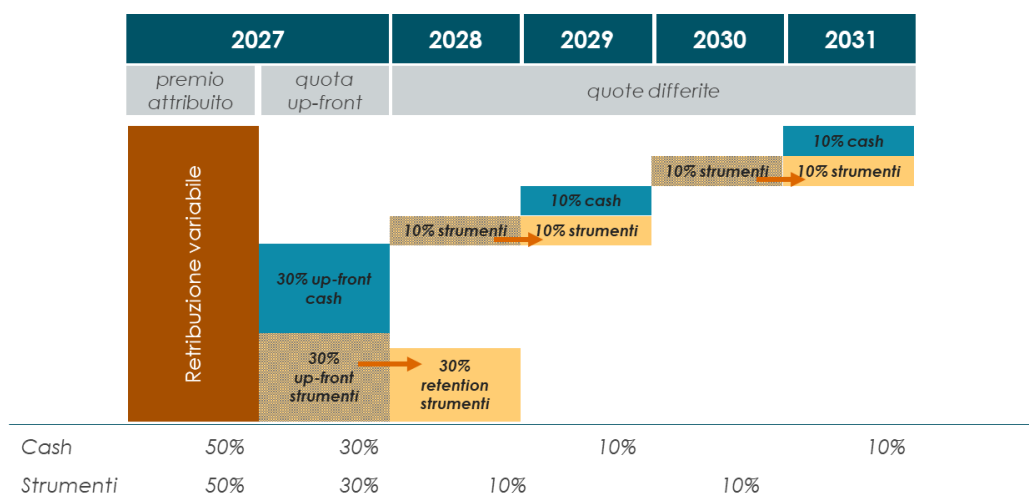 2027 2028 2029 2030 2031
premio attribuito
quota up-front
quote differite
Retribuzione variabile
10% cash
10% strumenti 10% strumenti
10% cash
10% strumenti 10% strumenti
30% up-front
cash
30%
up-front
strumenti
30%
retention
strumenti
Cash 50% 30% 10% 10%
Strumenti 50% 30% 10% 10%